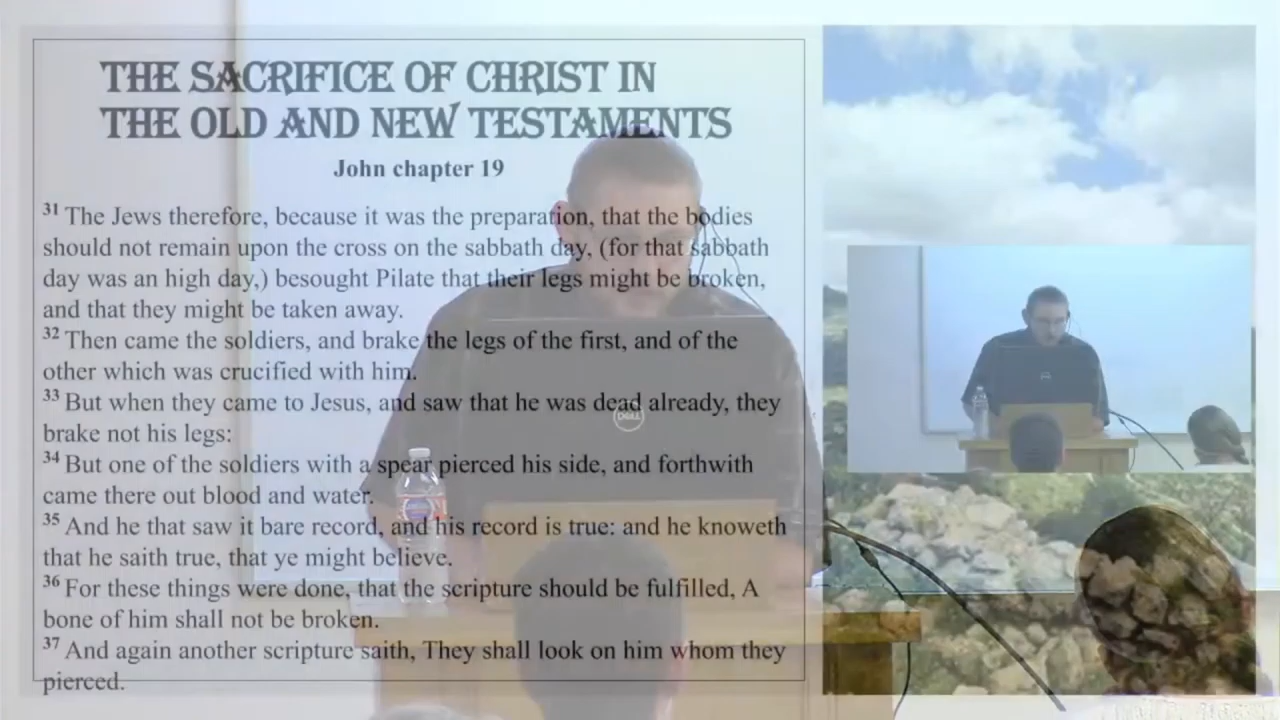 THE SACRIFICE OF CHRIST IN
THE OLD AND NEW TESTAMENTS
John chapter 19
31 The Jews therefore, because it was the preparation, that the bodies
should not remain upon the cross on the sabbath day, (for that sabbath
day was an high day,) besought Pilate that their legs might be broken,
and that they might be taken away.
32 Then came the soldiers, and brake the legs of the first, and of the
other which was crucified with him.
33 But when they came to Jesus, and saw that he was dead already, they
brake not his legs:
34 But one of the soldiers with a spear pierced his side, and forthwith
came there out blood and water.
35 And he that saw it bare record, and his record is true: and he knoweth
that he saith true, that ye might believe.
36 For these things were done, that the scripture should be fulfilled, A
bone of him shall not be broken.
37 And again another scripture saith, They shall look on him whom they
pierced.
DELL